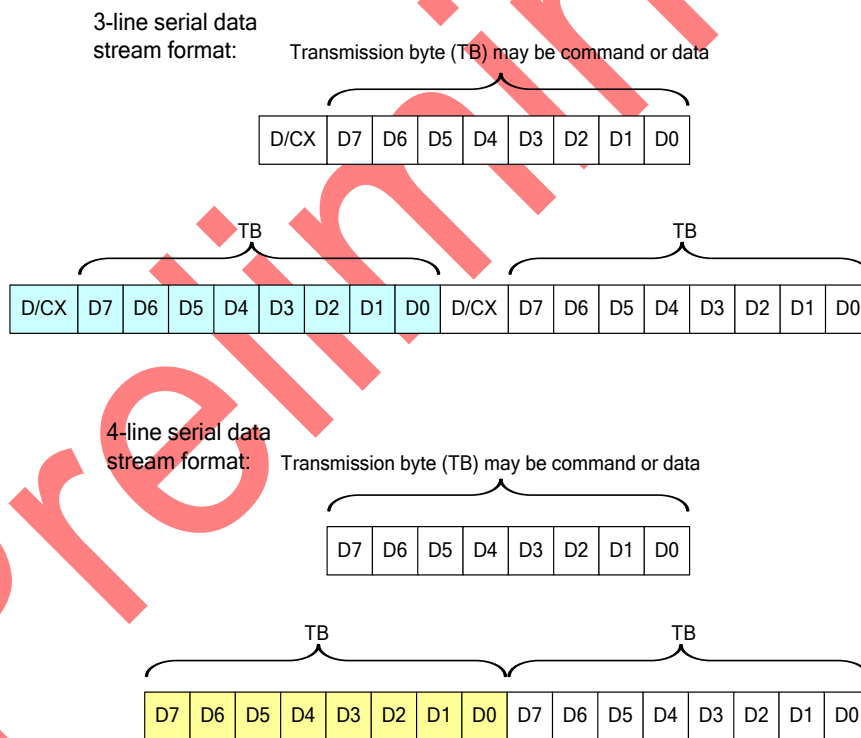 3-line serial data
stream format:
Transmission byte (TB) may be command or data
D/CX D7 D6 D5 D4 D3 D2 D1 D0
TB TB
D/CX D7 D6 D5 D4 D3 D2 D1 D0 D/CX D7 D6 D5 D4 D3 D2 D1 D0
4-line serial data
stream format:
Transmission byte (TB) may be command or data
D7 D6 D5 D4 D3 D2 D1 D0
TB TB
D7 D6 D5 D4 D3 D2 D1 D0 D7 D6 D5 D4 D3 D2 D1 D0
Prelimin